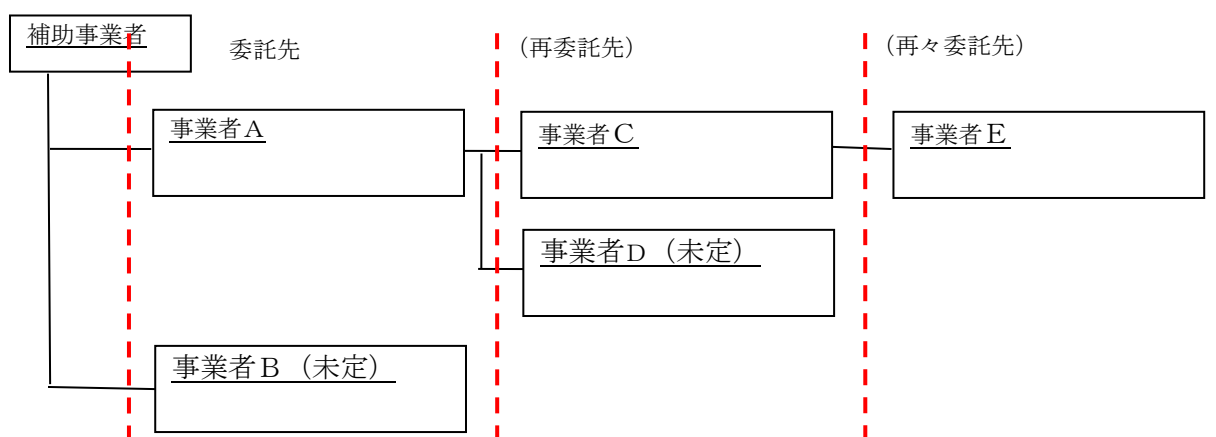 補助事業者
委託先
（再委託先）
（再々委託先）
事業者A
事業者C
事業者E
事業者D（未定）
事業者B（未定）